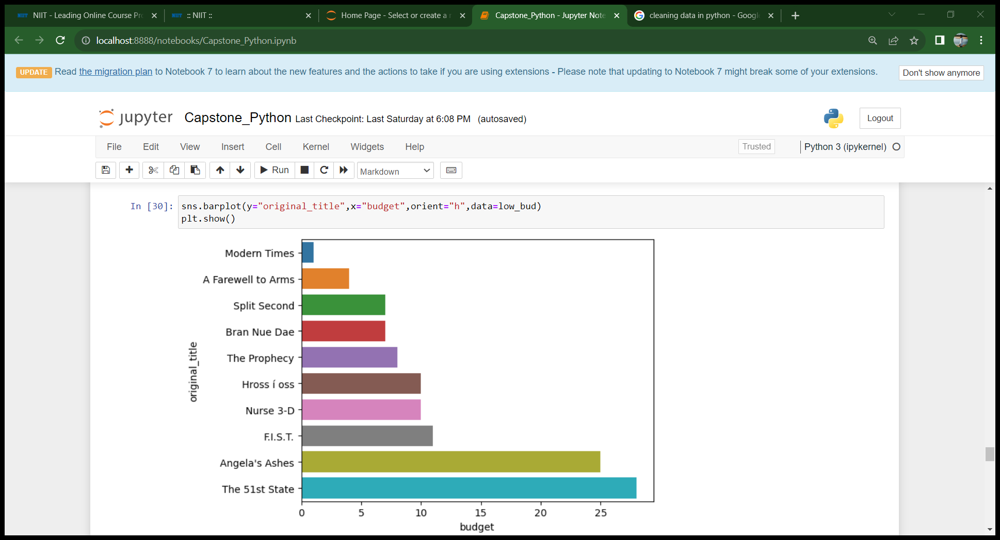 NIIT - Leading Online Course Pro
:: NIIT ::
Home Page - Select or create a n
Capstone_Python - Jupyter Note
cleaning data in python - Googl
localhost:8888/notebooks/Capstone_Python.ipynb
UPDATE Read the migration plan to Notebook 7 to learn about the new features and the actions to take if you are using extensions - Please note that updating to Notebook 7 might break some of your extensions.
Don't show anymore
jupyter Capstone_Python Last Checkpoint: Last Saturday at 6:08 PM (autosaved)
Logout
File Edit View Insert Cell Kernel Widgets Help
Trusted
Python 3 (ipykernel)
Run
Markdown
In [30]: sns.barplot(y="original_title",x="budget",orient="h",data=low_bud)
plt.show()
original_title
Modern Times
A Farewell to Arms
Split Second
Bran Nue Dae
The Prophecy
Hross í oss
Nurse 3-D
F.I.S.T.
Angela's Ashes
The 51st State
0 5 10 15 20 25
budget